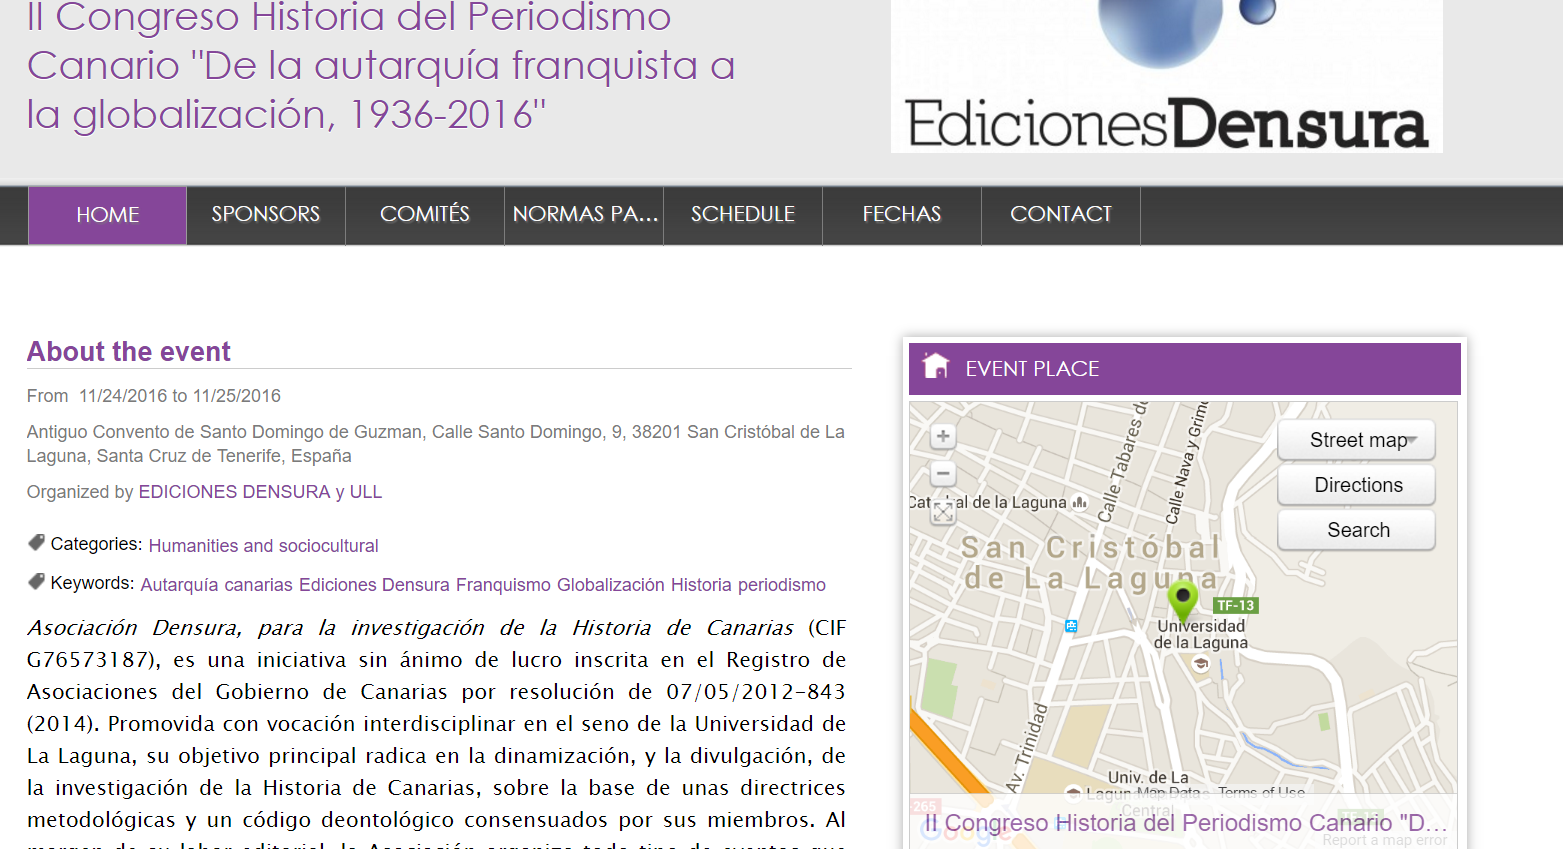 II Congreso Historia del Periodismo
Canario "De la autarquía franquista a
la globalización, 1936-2016"
EdicionesDensura
HOME
SPONSORS
COMITÉS
NORMAS PA...
SCHEDULE
FECHAS
CONTACT
About the event
From 11/24/2016 to 11/25/2016
Antiguo Convento de Santo Domingo de Guzman, Calle Santo Domingo, 9, 38201 San Cristóbal de La
Laguna, Santa Cruz de Tenerife, España
Organized by EDICIONES DENSURA y ULL
Categories: Humanities and sociocultural
Keywords: Autarquía canarias Ediciones Densura Franquismo Globalización Historia periodismo
Asociación Densura, para la investigación de la Historia de Canarias (CIF
G76573187), es una iniciativa sin ánimo de lucro inscrita en el Registro de
Asociaciones del Gobierno de Canarias por resolución de 07/05/2012-843
(2014). Promovida con vocación interdisciplinar en el seno de la Universidad de
La Laguna, su objetivo principal radica en la dinamización, y la divulgación, de
la investigación de la Historia de Canarias, sobre la base de unas directrices
metodológicas y un código deontológico consensuados por sus miembros. Al
EVENT PLACE
Calle Tabares de
Calle Nava y Grimó
Street map
Directions
Search
al de la Laguna
San Cristóbal
de La Laguna
TF-13
Universidad
de la Laguna
Av. Trinidad
Univ. de La
Laguna
Central
Map Data
Terms of Use
265
TF-13
II Congreso Historia del Periodismo Canario "D...
Google
Report a map error